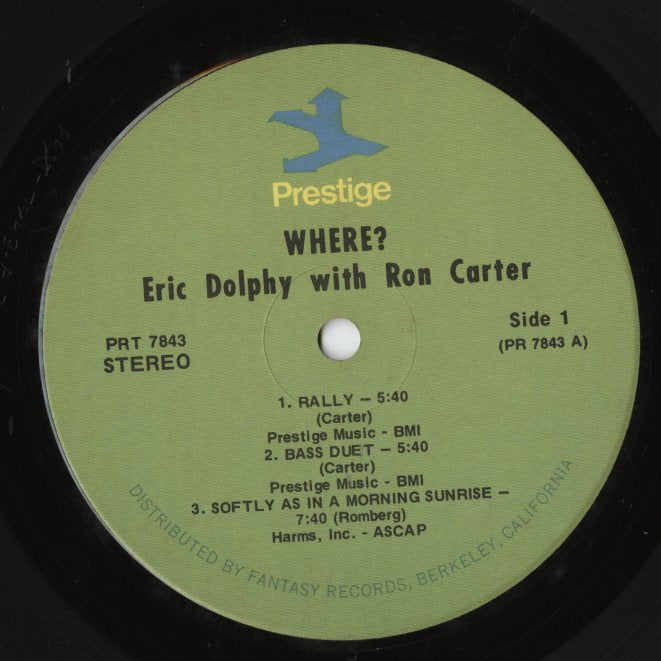 Prestige
WHERE?
Eric Dolphy with Ron Carter
PRT 7843
STEREO
Side 1
(PR 7843 A)
1. RALLY – 5:40
(Carter)
Prestige Music - BMI
2. BASS DUET – 5:40
(Carter)
Prestige Music - BMI
3. SOFTLY AS IN A MORNING SUNRISE –
7:40 (Romberg)
Harms, Inc. - ASCAP
DISTRIBUTED BY FANTASY RECORDS, BERKELEY, CALIFORNIA